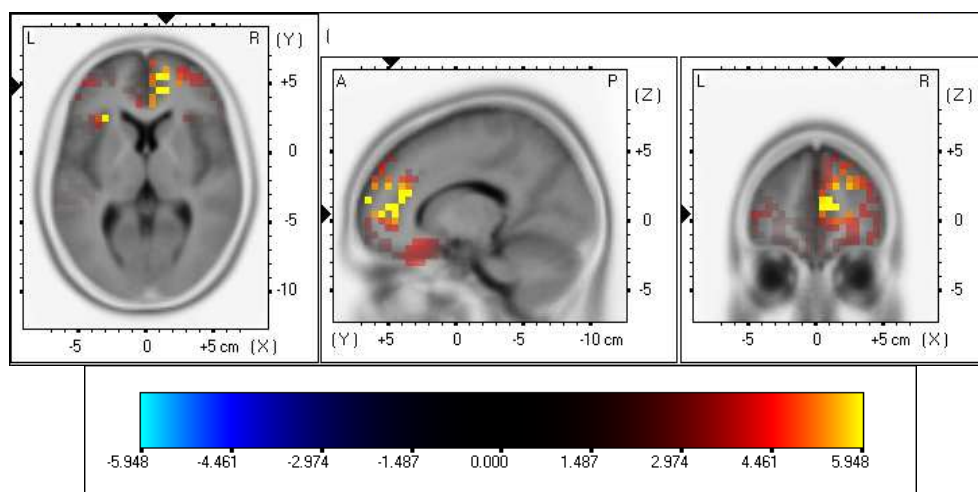 L R (Y)
+5
0
-5
-10
-5 0 +5 cm (X)
(
A P (Z)
+5
0
-5
(Y) +5 0 -5 -10 cm
L R (Z)
+5
0
-5
-5 0 +5 cm (X)
-5.948 -4.461 -2.974 -1.487 0.000 1.487 2.974 4.461 5.948